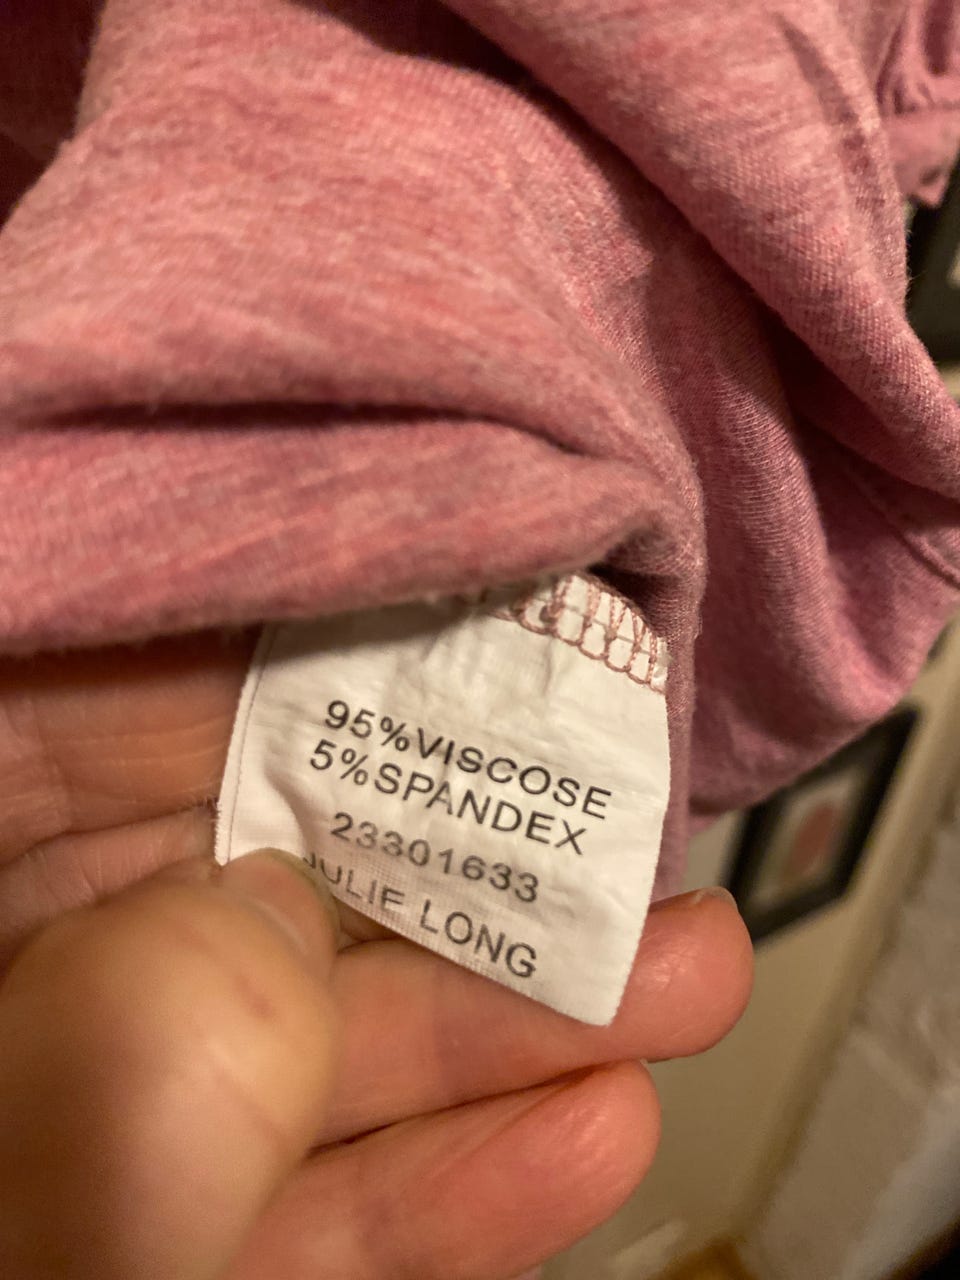 95%VISCOSE
5%SPANDEX
23301633
JULIE LONG